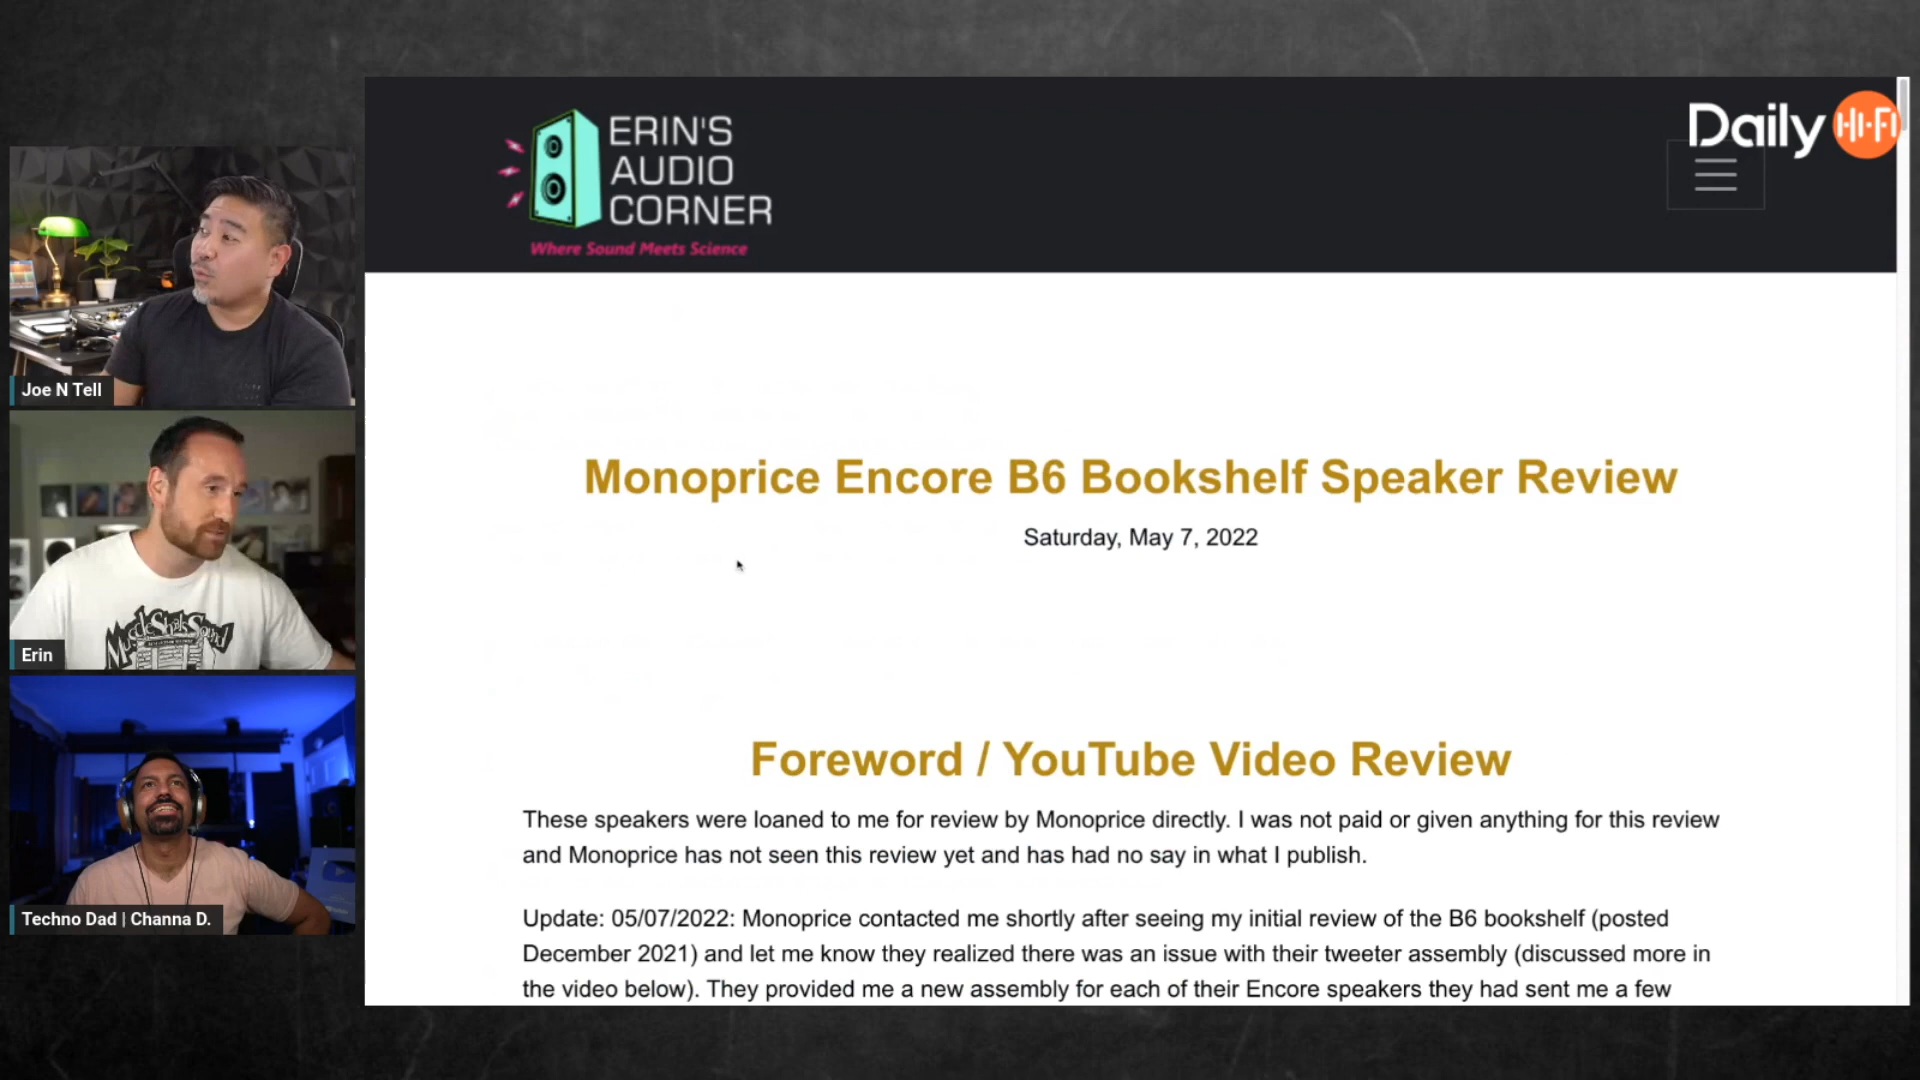 Daily HI-FI
ERIN'S
AUDIO
CORNER
Where Sound Meets Science
Joe N Tell
Monoprice Encore B6 Bookshelf Speaker Review
Saturday, May 7, 2022
Muscle Shoals Sound
Erin
Foreword / YouTube Video Review
These speakers were loaned to me for review by Monoprice directly. I was not paid or given anything for this review
and Monoprice has not seen this review yet and has had no say in what I publish.
Update: 05/07/2022: Monoprice contacted me shortly after seeing my initial review of the B6 bookshelf (posted
December 2021) and let me know they realized there was an issue with their tweeter assembly (discussed more in
the video below). They provided me a new assembly for each of their Encore speakers they had sent me a few
Techno Dad | Channa D.